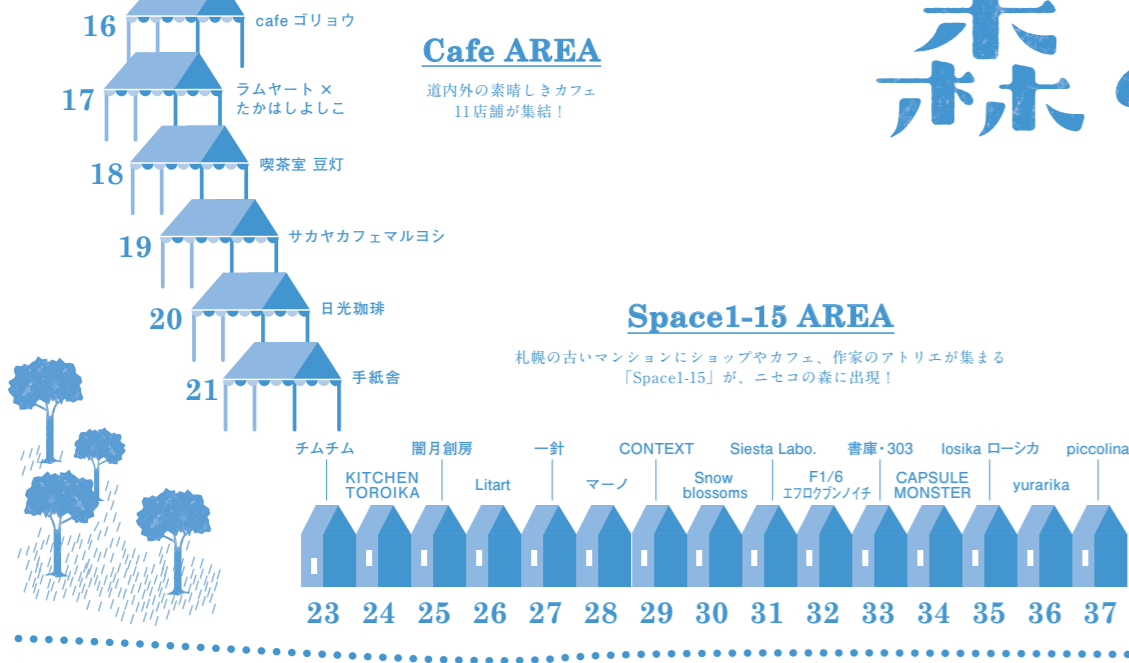 森
16
cafe ゴリョウ
Cafe AREA
道内外の素晴しきカフェ
11店舗が集結！
17
ラムヤート ×
たかはしよしこ
18
喫茶室 豆灯
19
サカヤカフェマルヨシ
20
日光珈琲
21
手紙舎
Space1-15 AREA
札幌の古いマンションにショップやカフェ、作家のアトリエが集まる
「Space1-15」が、ニセコの森に出現！
チムチム
闇月創房
一針
CONTEXT
Siesta Labo.
書庫・303
losika ローシカ
piccolina
KITCHEN
TOROIKA
Litart
マーノ
Snow
blossoms
F1/6
エフロクブンノイチ
CAPSULE
MONSTER
yurarika
23 24 25 26 27 28 29 30 31 32 33 34 35 36 37